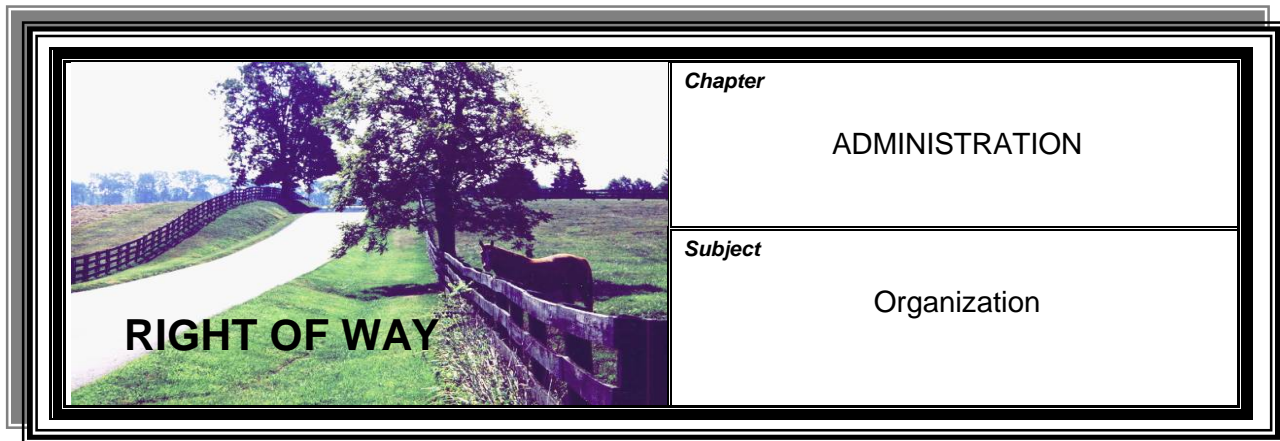 Chapter
ADMINISTRATION
Subject
Organization
RIGHT OF WAY